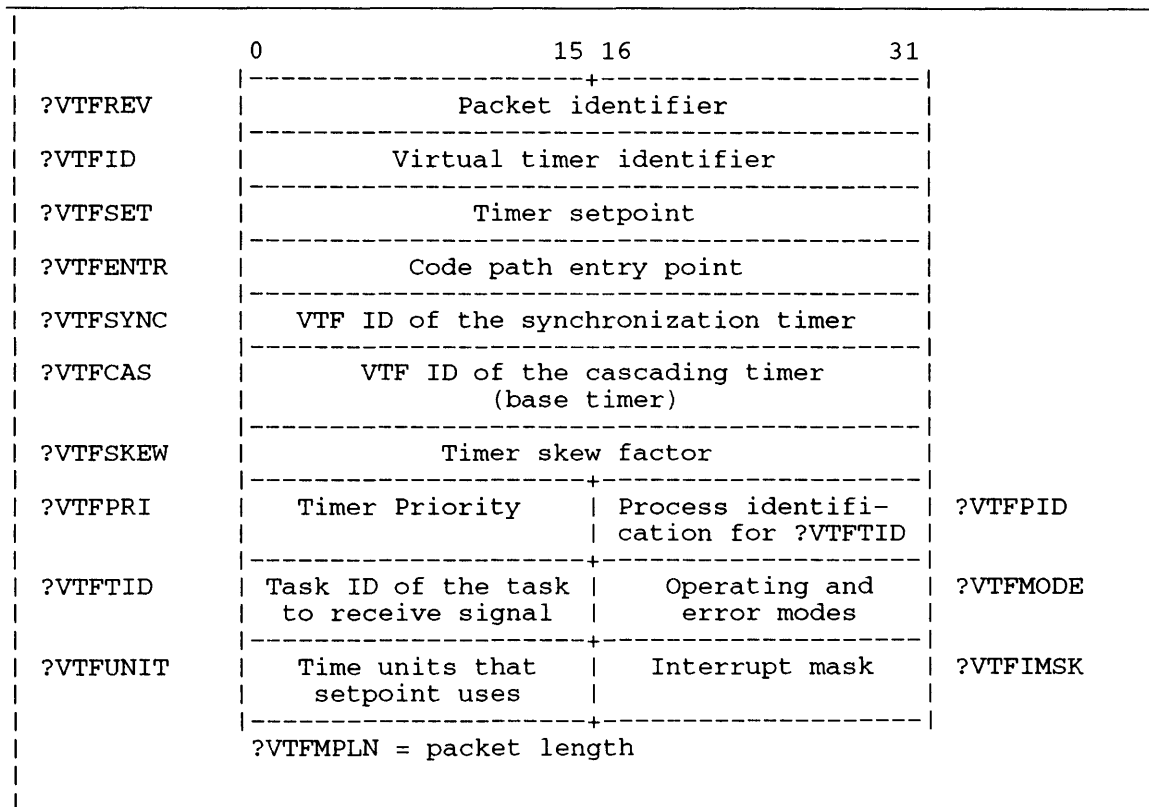 0 15 16 31
?VTFREV Packet identifier
?VTFID Virtual timer identifier
?VTFSET Timer setpoint
?VTFENTR Code path entry point
?VTFSYNC VTF ID of the synchronization timer
?VTFCAS VTF ID of the cascading timer
(base timer)
?VTFSKEW Timer skew factor
?VTFPRI Timer Priority | Process identifi- ?VTFPID
cation for ?VTFTID
?VTFTID Task ID of the task | Operating and ?VTFMODE
to receive signal | error modes
?VTFUNIT Time units that | Interrupt mask ?VTFIMSK
setpoint uses
?VTFMPLN = packet length